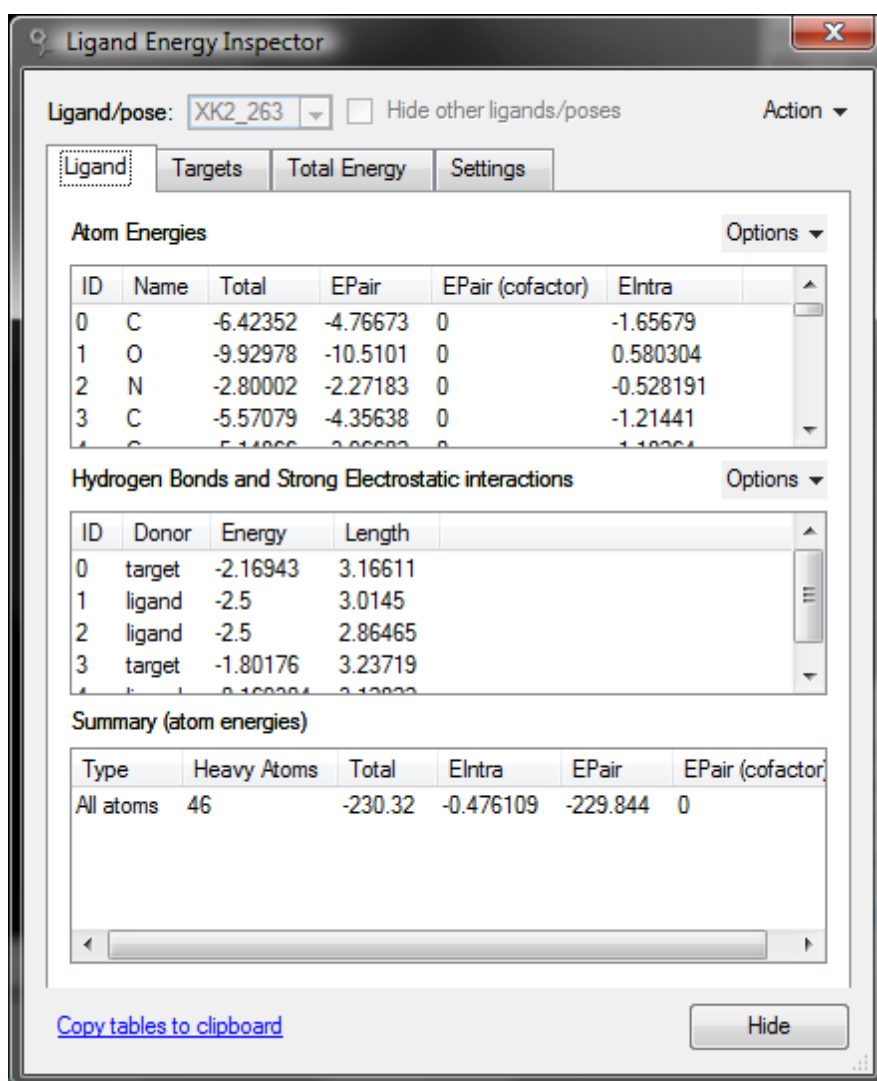 Ligand Energy Inspector
Ligand/pose: XK2_263 Hide other ligands/poses Action
Ligand Targets Total Energy Settings
Atom Energies Options
ID Name Total EPair EPair (cofactor) EIntra
0 C -6.42352 -4.76673 0 -1.65679
1 O -9.92978 -10.5101 0 0.580304
2 N -2.80002 -2.27183 0 -0.528191
3 C -5.57079 -4.35638 0 -1.21441
Hydrogen Bonds and Strong Electrostatic interactions Options
ID Donor Energy Length
0 target -2.16943 3.16611
1 ligand -2.5 3.0145
2 ligand -2.5 2.86465
3 target -1.80176 3.23719
Summary (atom energies)
Type Heavy Atoms Total EIntra EPair EPair (cofactor)
All atoms 46 -230.32 -0.476109 -229.844 0
Copy tables to clipboard Hide